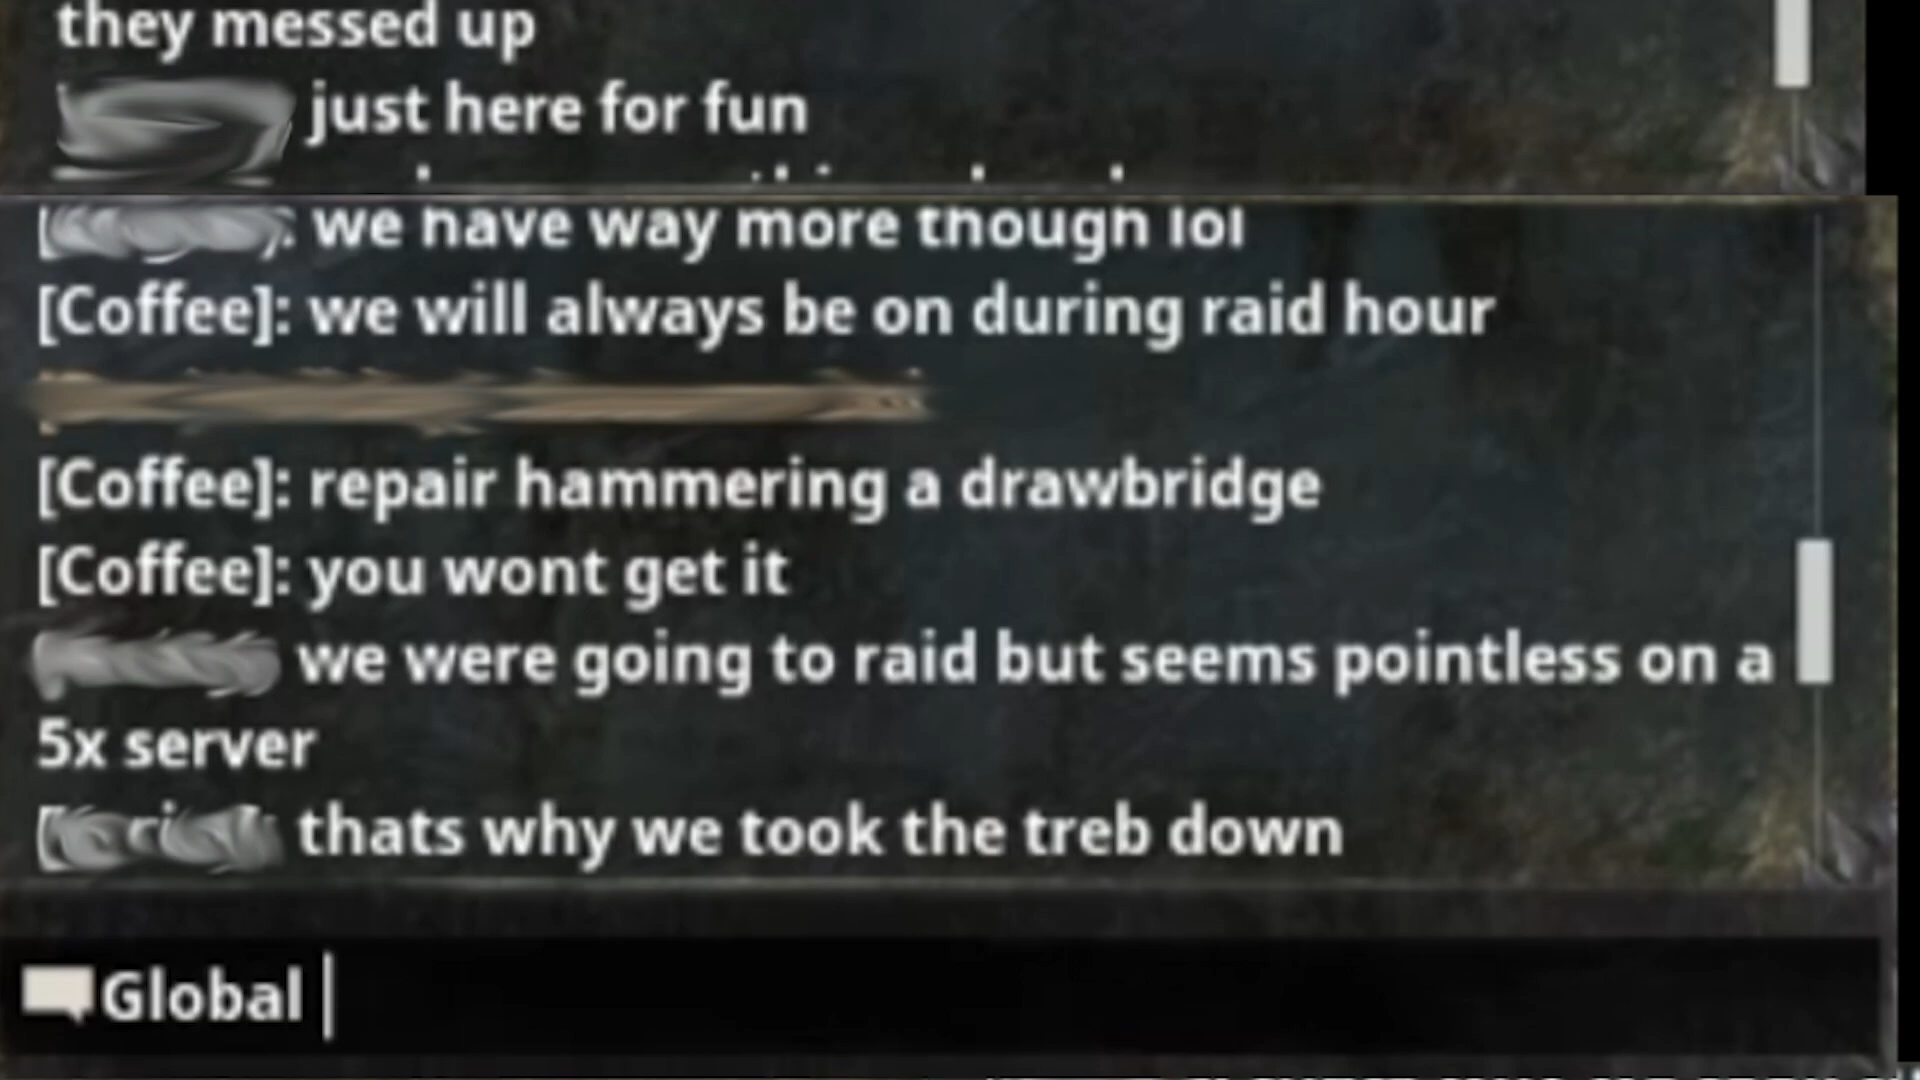 they messed up
just here for fun
we have way more though lol
[Coffee]: we will always be on during raid hour
[Coffee]: repair hammering a drawbridge
[Coffee]: you wont get it
we were going to raid but seems pointless on a
5x server
thats why we took the treb down
Global